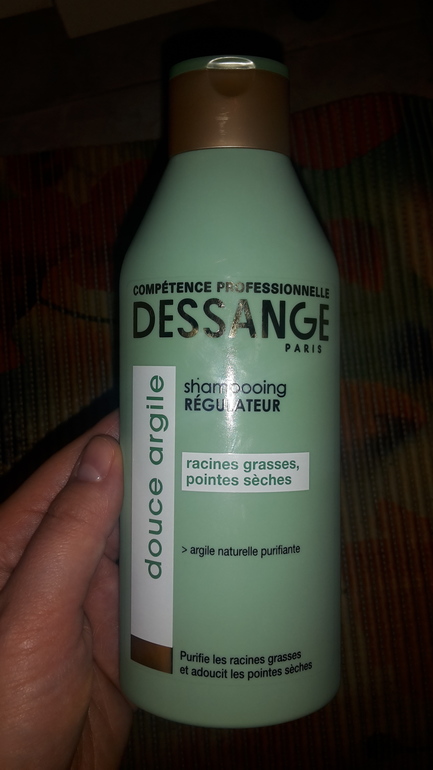 COMPÉTENCE PROFESSIONNELLE
DESSANGE
PARIS
douce argile
shampooing
RÉGULATEUR
racines grasses,
pointes sèches
> argile naturelle purifiante
Purifie les racines grasses
et adoucit les pointes sèches